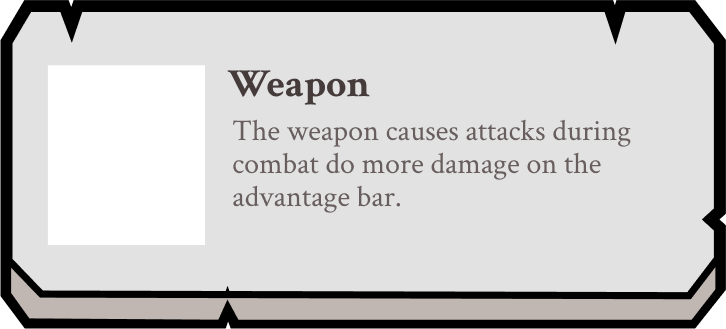 Weapon
The weapon causes attacks during
combat do more damage on the
advantage bar.